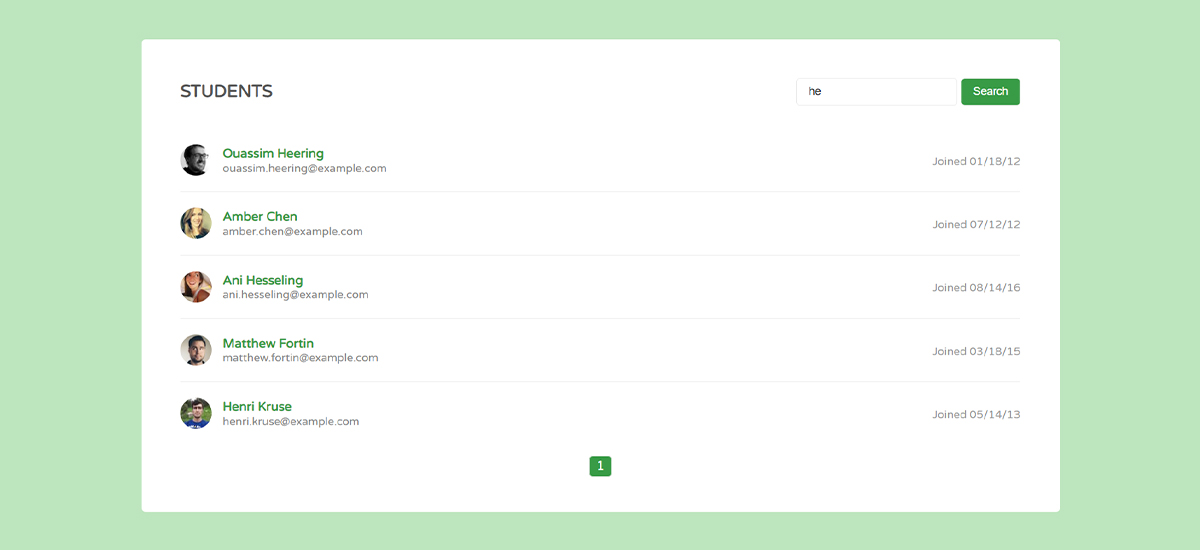 STUDENTS
he
Search
Ouassim Heering
ouassim.heering@example.com
Joined 01/18/12
Amber Chen
amber.chen@example.com
Joined 07/12/12
Ani Hesseling
ani.hesseling@example.com
Joined 08/14/16
Matthew Fortin
matthew.fortin@example.com
Joined 03/18/15
Henri Kruse
henri.kruse@example.com
Joined 05/14/13
1